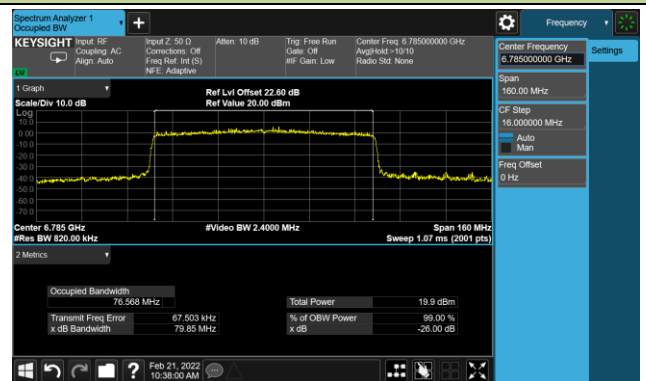 Spectrum Analyzer 1
Occupied BW
Frequency
KEYSIGHT
Input: RF
Coupling: AC
Align: Auto
Input Z: 50 Ω
Corrections: Off
Freq Ref: Int (S)
NFE: Adaptive
Atten: 10 dB
Trig: Free Run
Gate: Off
#IF Gain: Low
Center Freq: 6.785000000 GHz
Avg|Hold:>10/10
Radio Std: None
Center Frequency
6.785000000 GHz
Settings
Span
160.00 MHz
CF Step
16.000000 MHz
Auto
Man
Freq Offset
0 Hz
1 Graph
Scale/Div 10.0 dB
Ref Lvl Offset 22.60 dB
Ref Value 20.00 dBm
Log
10.0
0.00
-10.0
-20.0
-30.0
-40.0
-50.0
-60.0
-70.0
Center 6.785 GHz
#Res BW 820.00 kHz
#Video BW 2.4000 MHz
Span 160 MHz
Sweep 1.07 ms (2001 pts)
2 Metrics
Occupied Bandwidth
76.568 MHz
Total Power
19.9 dBm
Transmit Freq Error
67.503 kHz
% of OBW Power
99.00 %
x dB Bandwidth
79.85 MHz
x dB
-26.00 dB
Feb 21, 2022
10:38:00 AM